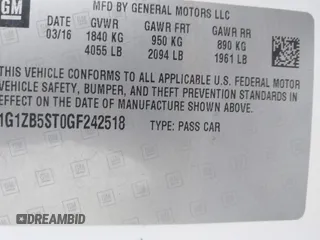 GM
MFD BY GENERAL MOTORS LLC
DATE GVWR GAWR FRT GAWR RR
03/16 1840 KG 950 KG 890 KG
4055 LB 2094 LB 1961 LB
THIS VEHICLE CONFORMS TO ALL APPLICABLE U.S. FEDERAL MOTOR
VEHICLE SAFETY, BUMPER, AND THEFT PREVENTION STANDARDS IN
EFFECT ON THE DATE OF MANUFACTURE SHOWN ABOVE.
1G1ZB5ST0GF242518 TYPE: PASS CAR
DREAMBID